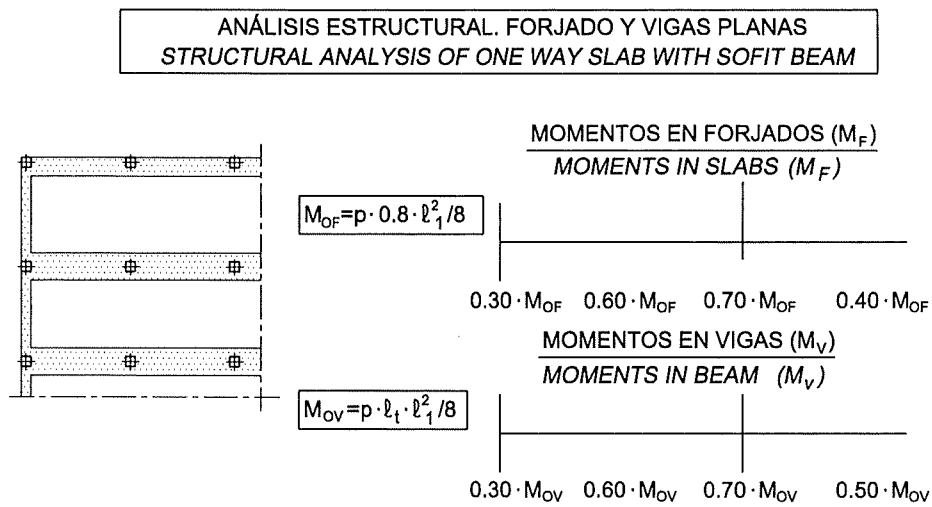 ANÁLISIS ESTRUCTURAL. FORJADO Y VIGAS PLANAS
STRUCTURAL ANALYSIS OF ONE WAY SLAB WITH SOFIT BEAM
MOMENTOS EN FORJADOS (M_F)
MOMENTS IN SLABS (M_F)
M_OF=p·0.8·ℓ²₁/8
0.30·M_OF 0.60·M_OF 0.70·M_OF 0.40·M_OF
MOMENTOS EN VIGAS (M_V)
MOMENTS IN BEAM (M_V)
M_OV=p·ℓ_t·ℓ²₁/8
0.30·M_OV 0.60·M_OV 0.70·M_OV 0.50·M_OV